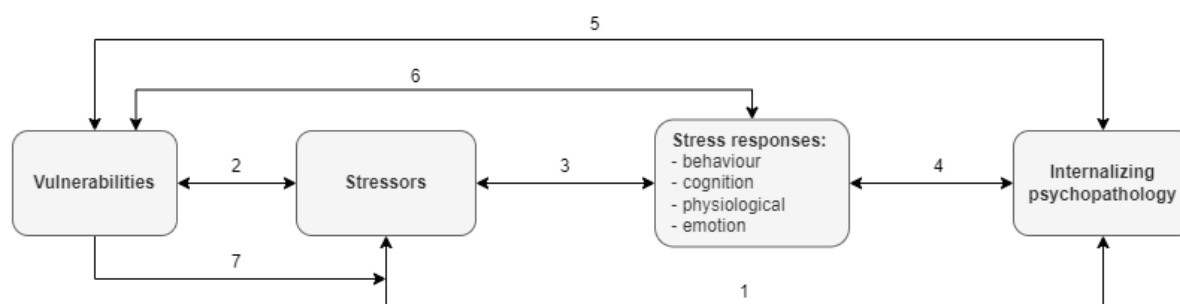 5
6
Vulnerabilities
2
Stressors
3
Stress responses:
- behaviour
- cognition
- physiological
- emotion
4
Internalizing
psychopathology
7
1